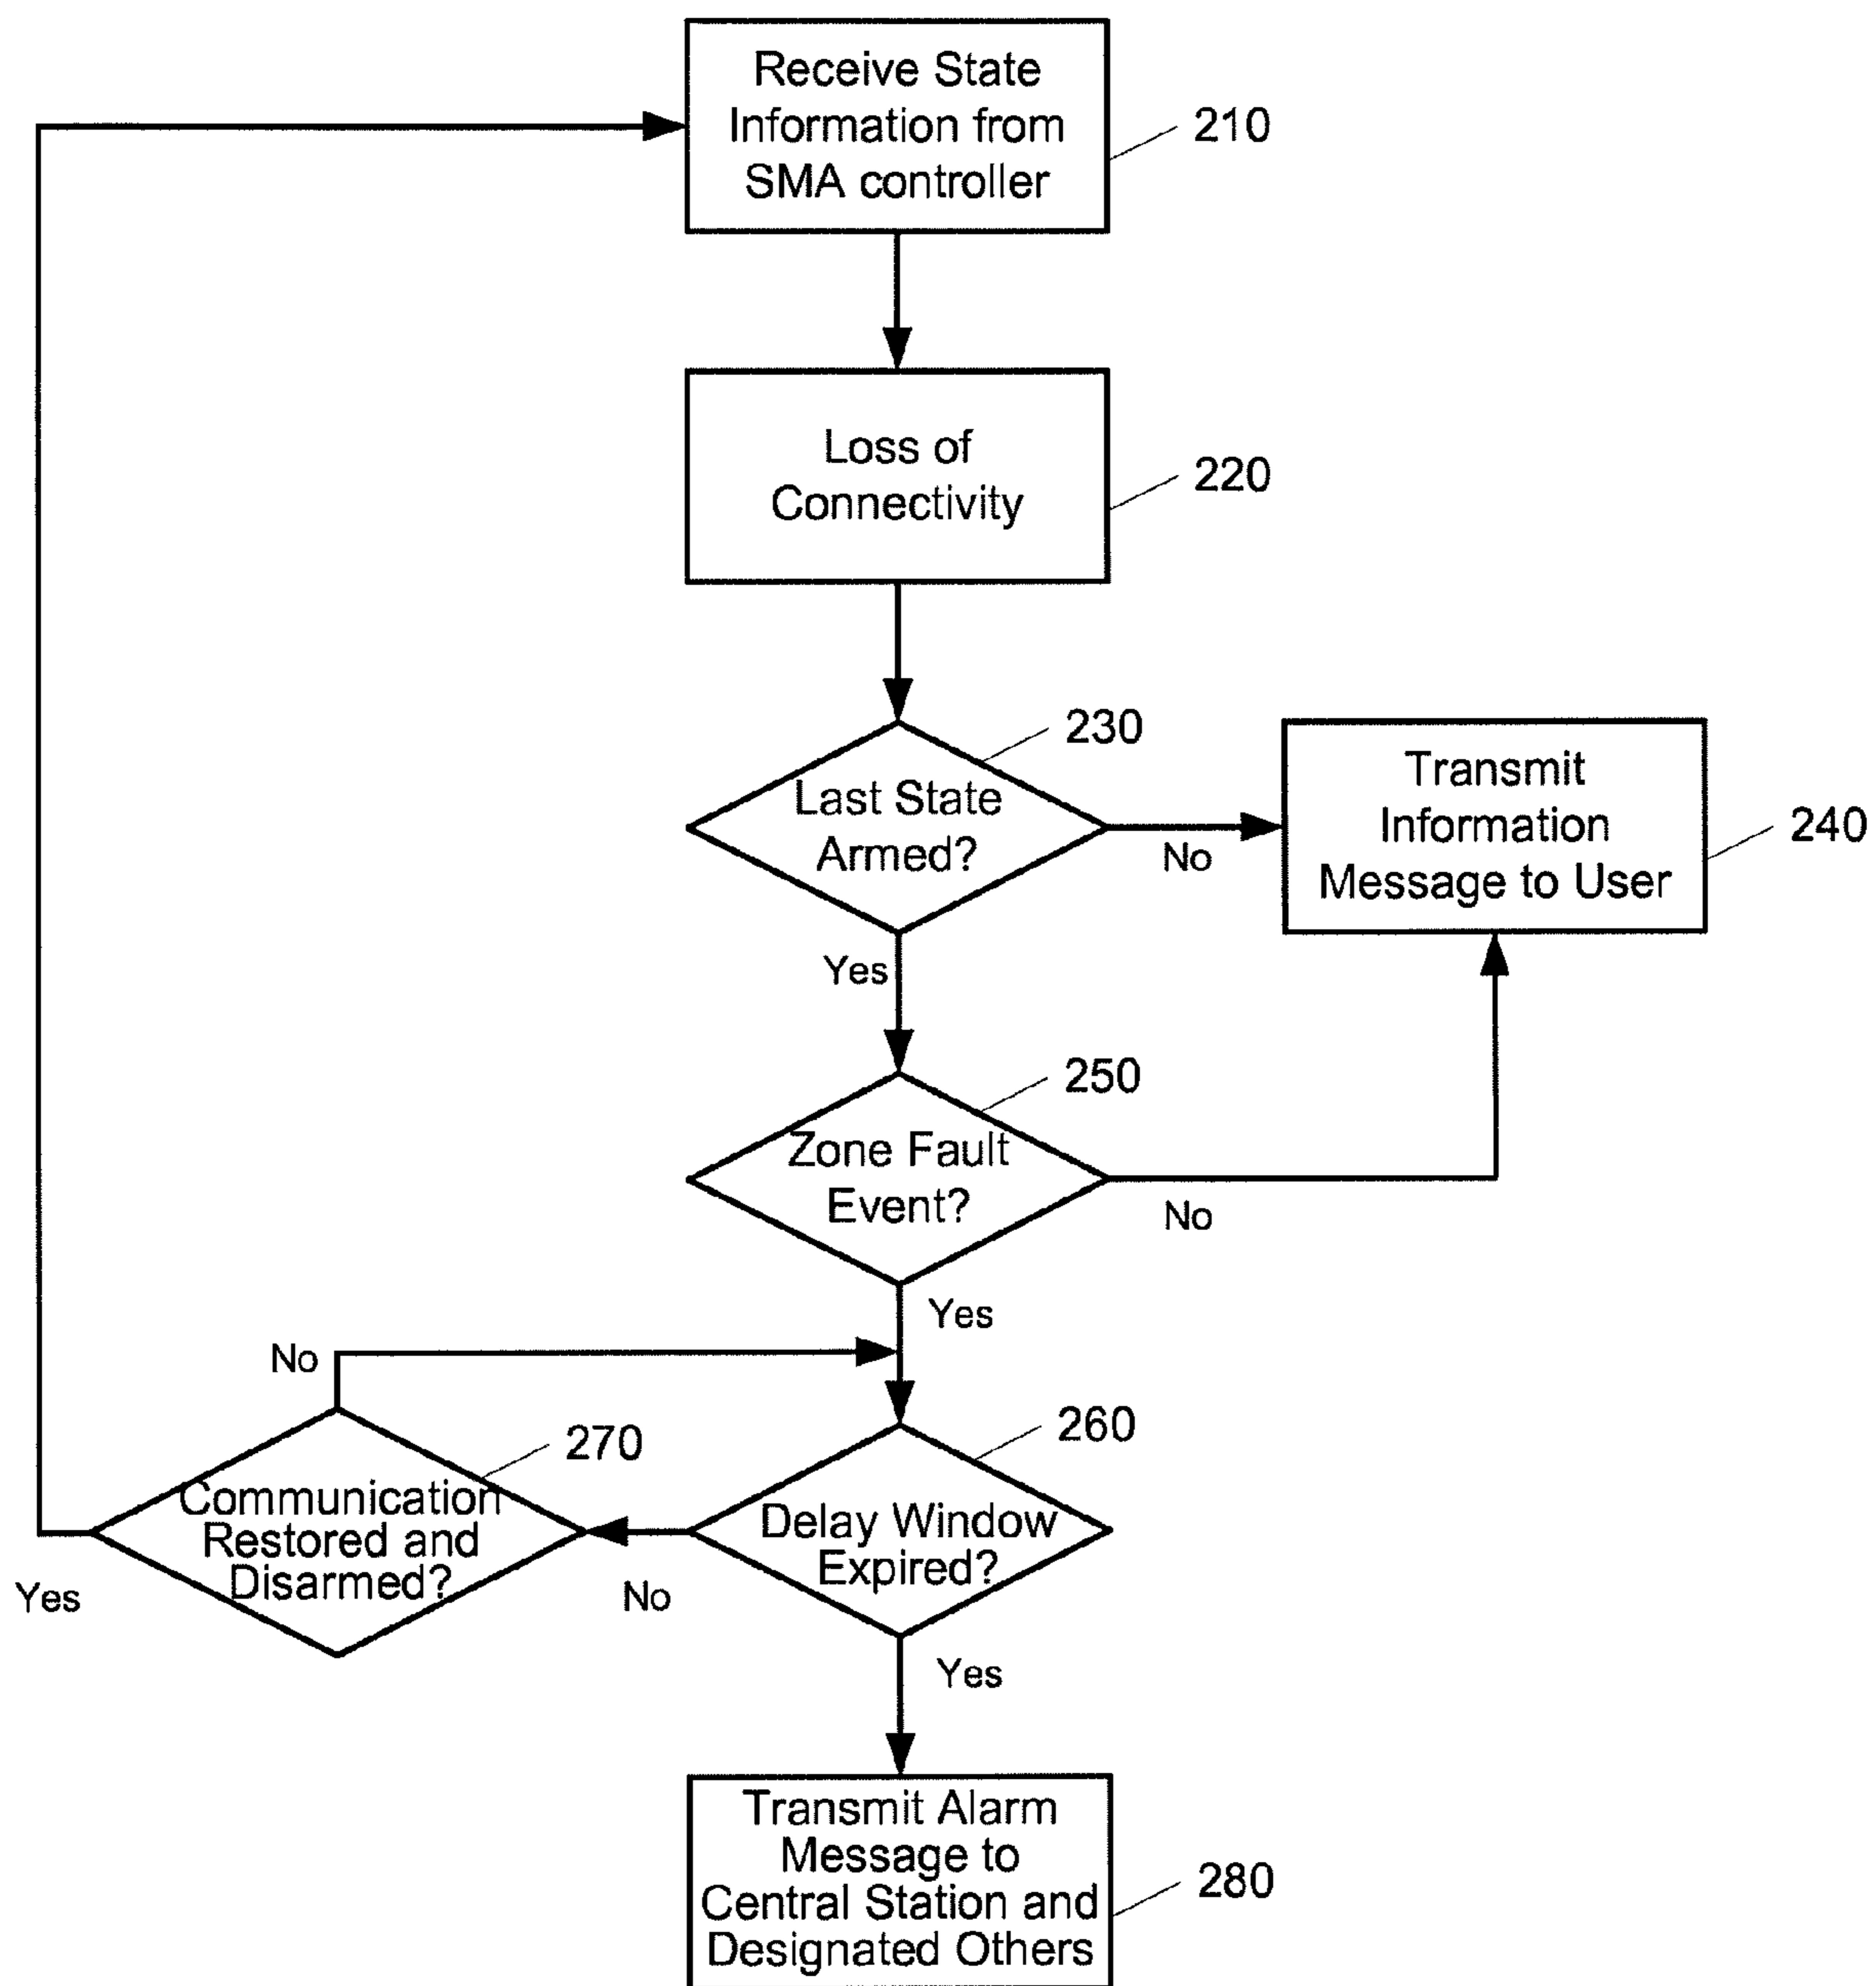 Receive State
Information from
SMA controller
210
Loss of
Connectivity
220
230
Last State
Armed?
No
Yes
Transmit
Information
Message to User
240
250
Zone Fault
Event?
No
Yes
No
270
Communication
Restored and
Disarmed?
Yes
260
Delay Window
Expired?
No
Yes
Transmit Alarm
Message to
Central Station and
Designated Others
280